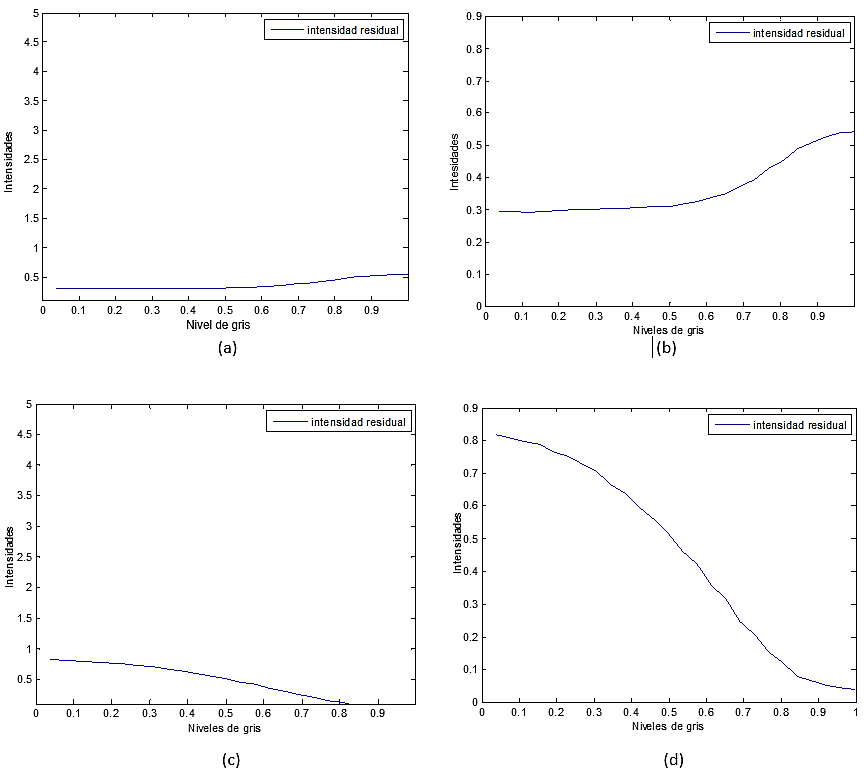 5
4.5
4
3.5
3
2.5
2
1.5
1
0.5
intensidad residual
Intensidades
0 0.1 0.2 0.3 0.4 0.5 0.6 0.7 0.8 0.9
Nivel de gris
(a)
0.9
0.8
0.7
0.6
0.5
0.4
0.3
0.2
0.1
0
intensidad residual
Intesidades
0 0.1 0.2 0.3 0.4 0.5 0.6 0.7 0.8 0.9
Niveles de gris
(b)
5
4.5
4
3.5
3
2.5
2
1.5
1
0.5
intensidad residual
Intensidades
0 0.1 0.2 0.3 0.4 0.5 0.6 0.7 0.8 0.9
Niveles de gris
(c)
0.9
0.8
0.7
0.6
0.5
0.4
0.3
0.2
0.1
0
intensidad residual
Intensidades
0 0.1 0.2 0.3 0.4 0.5 0.6 0.7 0.8 0.9 1
Niveles de gris
(d)